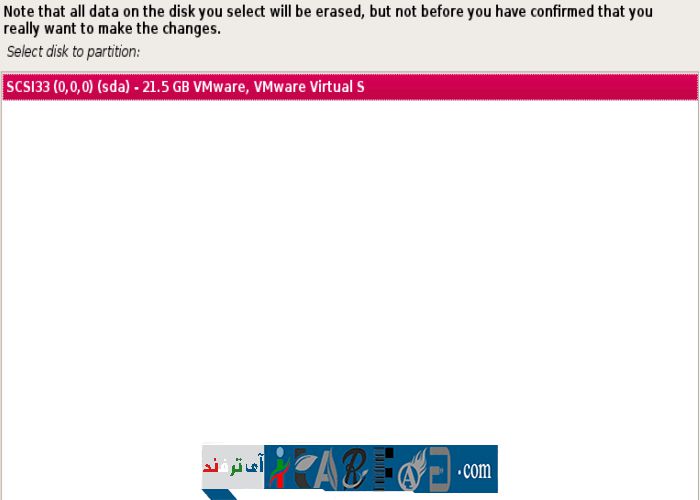 Note that all data on the disk you select will be erased, but not before you have confirmed that you
really want to make the changes.
Select disk to partition:
SCSI33 (0,0,0) (sda) - 21.5 GB VMware, VMware Virtual S
آی ترفند
.com